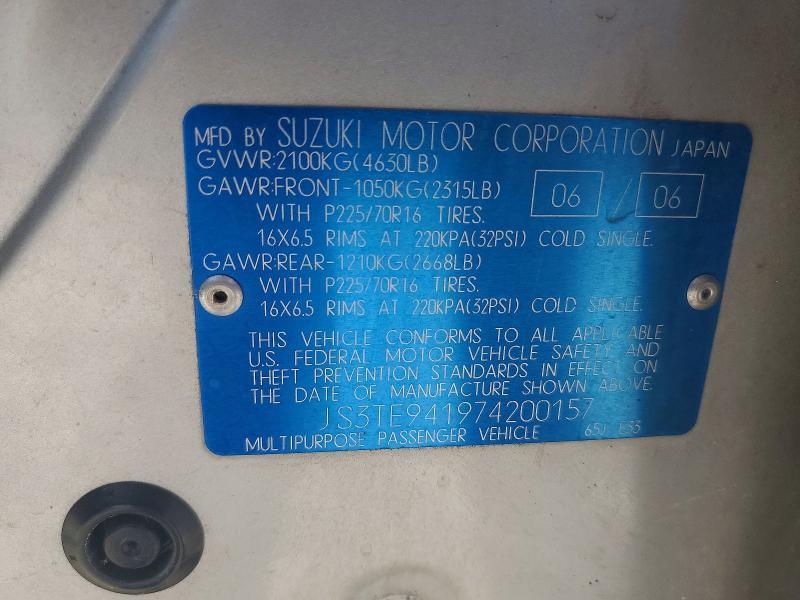 MFD BY SUZUKI MOTOR CORPORATION JAPAN
GVWR:2100KG(4630LB)
GAWR:FRONT-1050KG(2315LB) 06 / 06
WITH P225/70R16 TIRES.
16X6.5 RIMS AT 220KPA(32PSI) COLD SINGLE.
GAWR:REAR-1210KG(2668LB)
WITH P225/70R16 TIRES.
16X6.5 RIMS AT 220KPA(32PSI) COLD SINGLE.
THIS VEHICLE CONFORMS TO ALL APPLICABLE
U.S. FEDERAL MOTOR VEHICLE SAFETY AND
THEFT PREVENTION STANDARDS IN EFFECT ON
THE DATE OF MANUFACTURE SHOWN ABOVE.
JS3TE941974200157
MULTIPURPOSE PASSENGER VEHICLE 65J